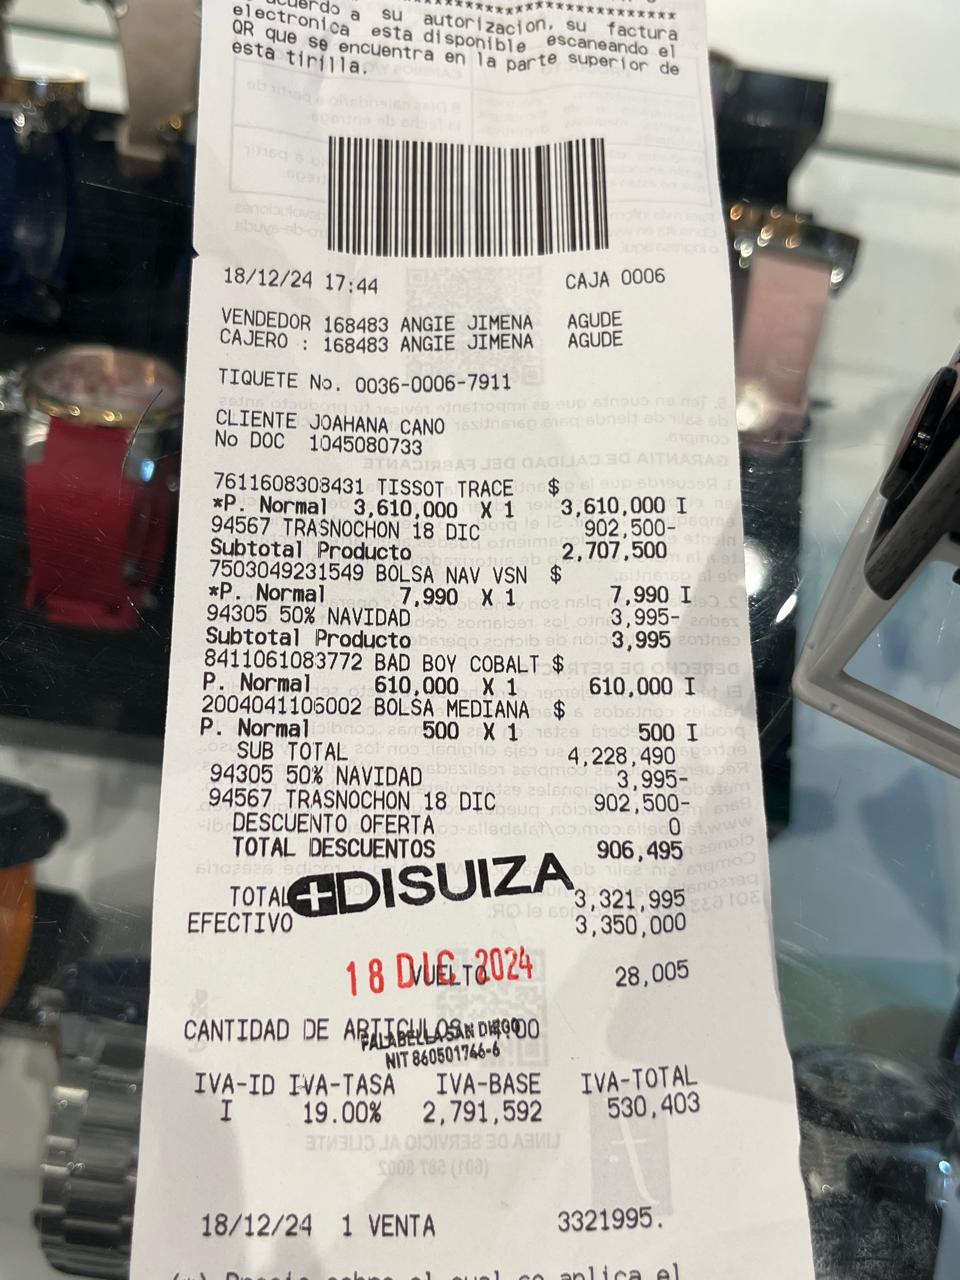 acuerdo a su autorizacion, su factura
electronica esta disponible escaneando el
QR que se encuentra en la parte superior de
esta tirilla.
18/12/24 17:44 CAJA 0006
VENDEDOR 168483 ANGIE JIMENA AGUDE
CAJERO : 168483 ANGIE JIMENA AGUDE
TIQUETE No. 0036-0006-7911
CLIENTE JOAHANA CANO
No DOC 1045080733
7611608308431 TISSOT TRACE $
*P. Normal 3,610,000 X 1 3,610,000 I
94567 TRASNOCHON 18 DIC 902,500-
Subtotal Producto 2,707,500
7503049231549 BOLSA NAV VSN $
*P. Normal 7,990 X 1 7,990 I
94305 50% NAVIDAD 3,995-
Subtotal Producto 3,995
8411061083772 BAD BOY COBALT $
P. Normal 610,000 X 1 610,000 I
2004041106002 BOLSA MEDIANA $
P. Normal 500 X 1 500 I
SUB TOTAL 4,228,490
94305 50% NAVIDAD 3,995-
94567 TRASNOCHON 18 DIC 902,500-
DESCUENTO OFERTA 0
TOTAL DESCUENTOS 906,495
DISUIZA
TOTAL 3,321,995
EFECTIVO 3,350,000
18 DIC 2024
VUELTO 28,005
CANTIDAD DE ARTICULOS 4.00
FALABELLA SAN DIEGO
NIT 860501766-6
IVA-ID IVA-TASA IVA-BASE IVA-TOTAL
I 19.00% 2,791,592 530,403
18/12/24 1 VENTA 3321995.